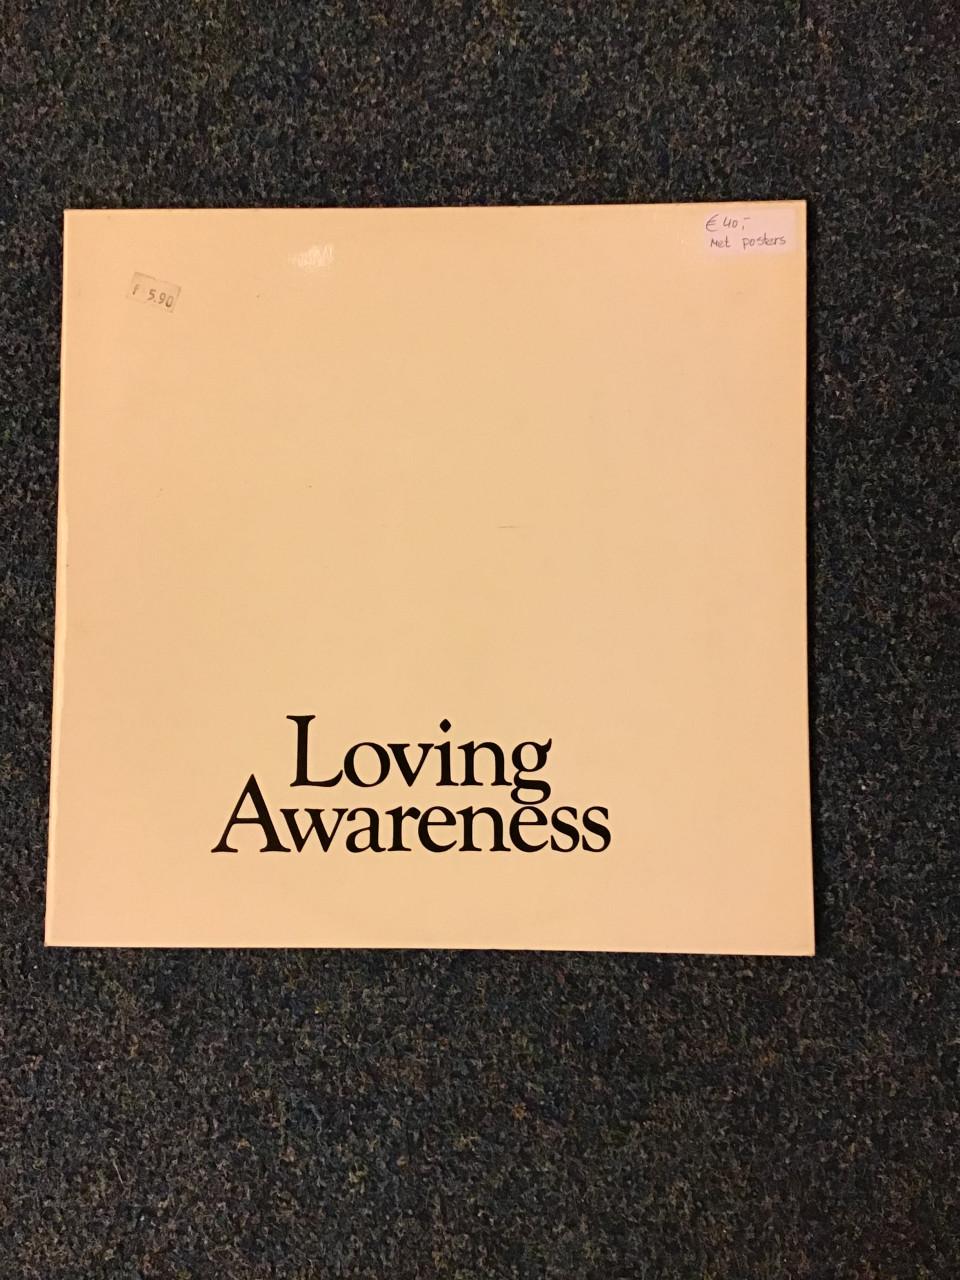 € 40,-
Met posters
F 5.90
Loving
Awareness